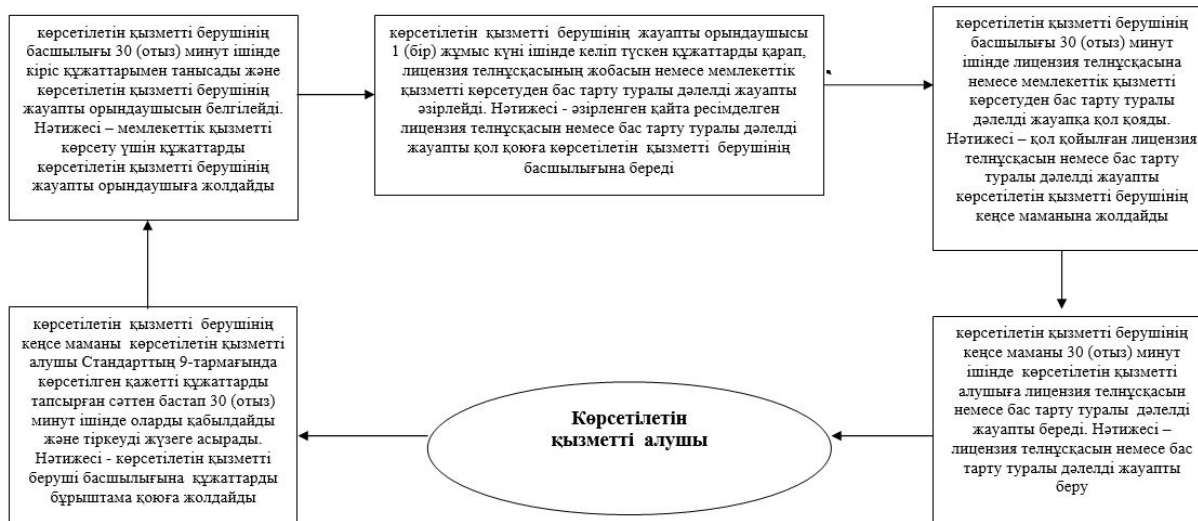 көрсетілетін қызметті берушінің
басшылығы 30 (отыз) минут ішінде
кіріс құжаттарымен танысады және
көрсетілетін қызметті берушінің
жауапты орындаушысын белгілейді.
Нәтижесі – мемлекеттік қызметті
көрсету үшін құжаттарды
көрсетілетін қызметті берушінің
жауапты орындаушыға жолдайды
көрсетілетін қызметті берушінің жауапты орындаушысы
1 (бір) жұмыс күні ішінде келіп түскен құжаттарды қарап,
лицензия телнұсқасының жобасын немесе мемлекеттік
қызметті көрсетуден бас тарту туралы дәлелді жауапты
әзірлейді. Нәтижесі - әзірленген қайта ресімделген
лицензия телнұсқасын немесе бас тарту туралы дәлелді
жауапты қол қоюға көрсетілетін қызметті берушінің
басшылығына береді
көрсетілетін қызметті берушінің
басшылығы 30 (отыз) минут
ішінде лицензия телнұсқасына
немесе мемлекеттік қызметті
көрсетуден бас тарту туралы
дәлелді жауапқа қол қояды.
Нәтижесі – қол қойылған лицензия
телнұсқасын немесе бас тарту
туралы дәлелді жауапты
көрсетілетін қызметті берушінің
кеңсе маманына жолдайды
көрсетілетін қызметті берушінің
кеңсе маманы көрсетілетін қызметті
алушы Стандарттың 9-тармағында
көрсетілген қажетті құжаттарды
тапсырған сәттен бастап 30 (отыз)
минут ішінде оларды қабылдайды
және тіркеуді жүзеге асырады.
Нәтижесі - көрсетілетін қызметті
беруші басшылығына құжаттарды
бұрыштама қоюға жолдайды
Көрсетілетін
қызметті алушы
көрсетілетін қызметті берушінің
кеңсе маманы 30 (отыз) минут
ішінде көрсетілетін қызметті
алушыға лицензия телнұсқасын
немесе бас тарту туралы дәлелді
жауапты береді. Нәтижесі –
лицензия телнұсқасын немесе бас
тарту туралы дәлелді жауапты
беру